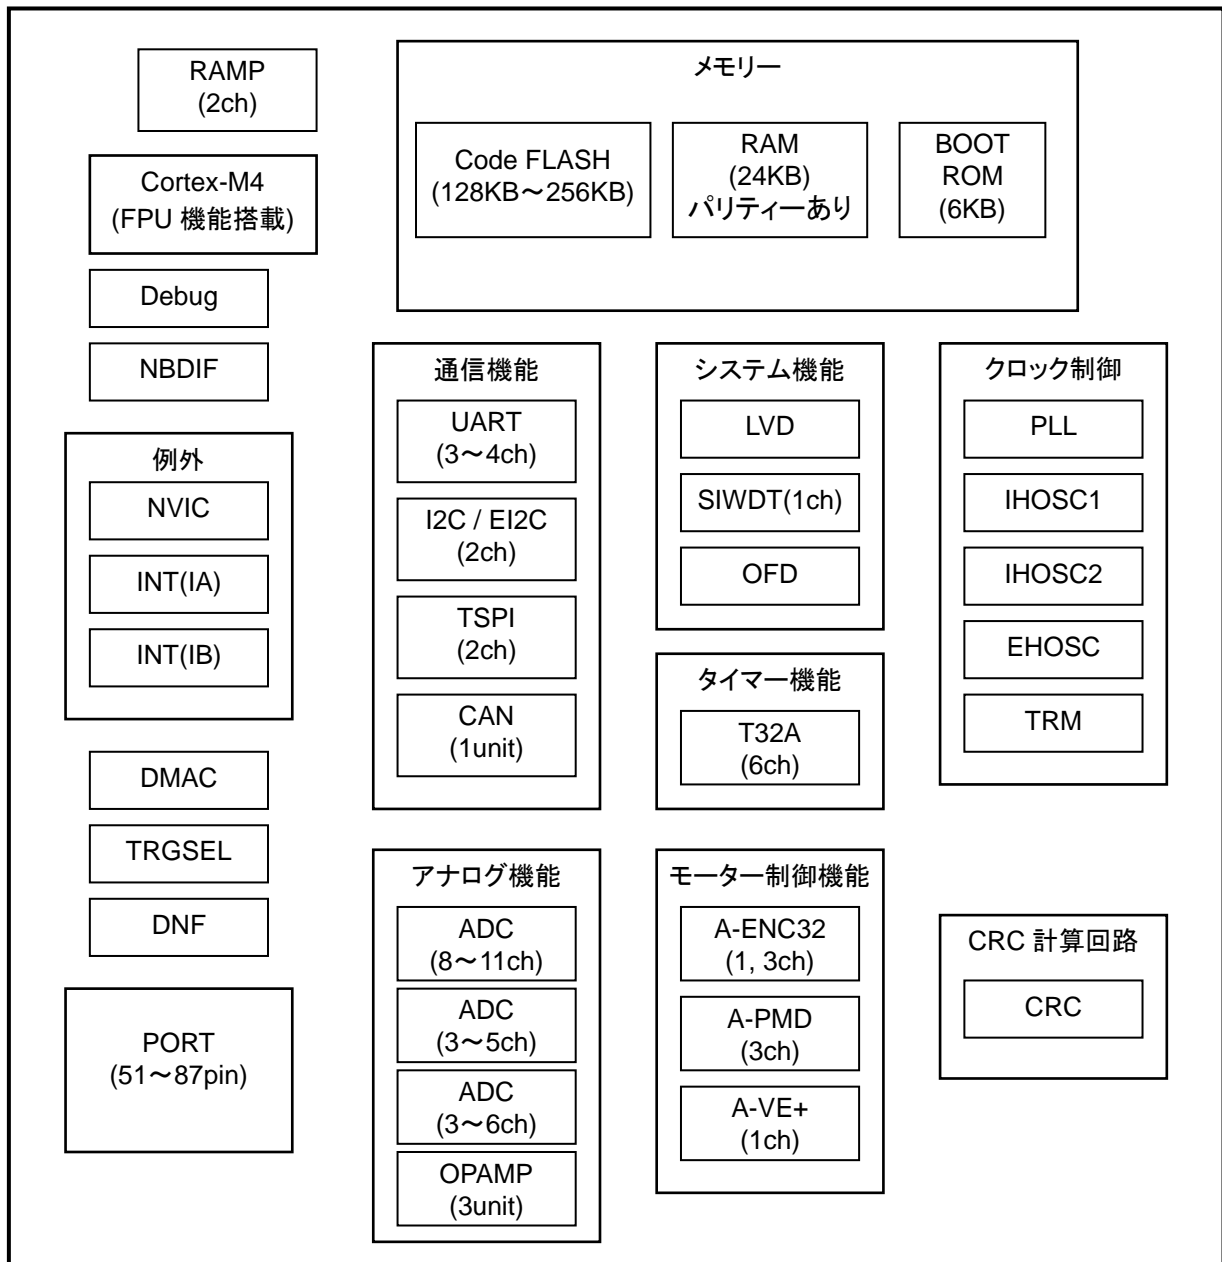 RAMP
(2ch)
Cortex-M4
(FPU 機能搭載)
Debug
NBDIF
例外
NVIC
INT(IA)
INT(IB)
DMAC
TRGSEL
DNF
PORT
(51～87pin)
メモリー
Code FLASH
(128KB～256KB)
RAM
(24KB)
パリティーあり
BOOT
ROM
(6KB)
通信機能
UART
(3～4ch)
I2C / EI2C
(2ch)
TSPI
(2ch)
CAN
(1unit)
システム機能
LVD
SIWDT(1ch)
OFD
タイマー機能
T32A
(6ch)
クロック制御
PLL
IHOSC1
IHOSC2
EHOSC
TRM
アナログ機能
ADC
(8～11ch)
ADC
(3～5ch)
ADC
(3～6ch)
OPAMP
(3unit)
モーター制御機能
A-ENC32
(1, 3ch)
A-PMD
(3ch)
A-VE+
(1ch)
CRC 計算回路
CRC